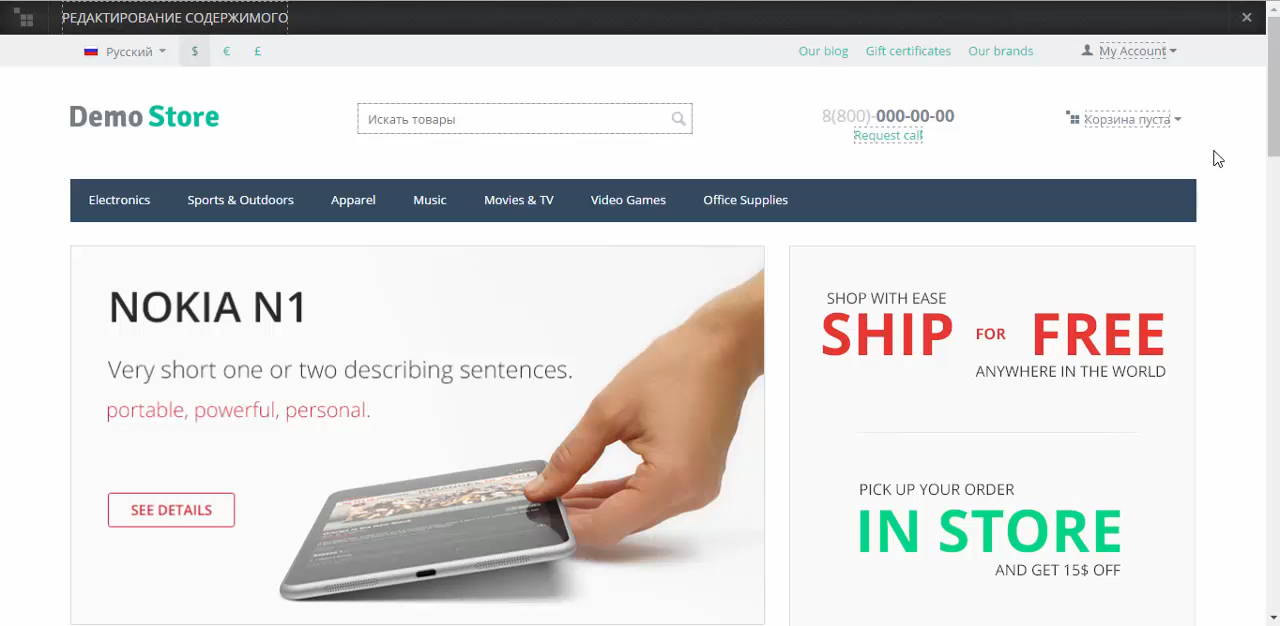 РЕДАКТИРОВАНИЕ СОДЕРЖИМОГО
Русский $ € £ Our blog Gift certificates Our brands My Account
Demo Store Искать товары 8(800)-000-00-00 Корзина пуста
Request call
Electronics Sports & Outdoors Apparel Music Movies & TV Video Games Office Supplies
NOKIA N1
Very short one or two describing sentences.
portable, powerful, personal.
SEE DETAILS
SHOP WITH EASE
SHIP FOR FREE
ANYWHERE IN THE WORLD
PICK UP YOUR ORDER
IN STORE
AND GET 15$ OFF